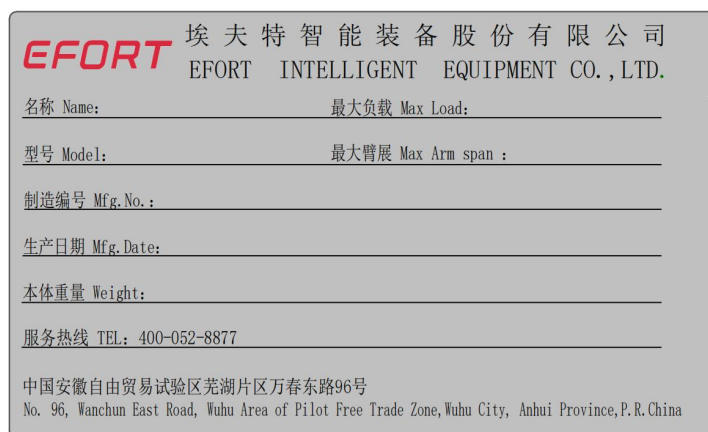 EFORT
埃夫特智能装备股份有限公司
EFORT INTELLIGENT EQUIPMENT CO.,LTD.
名称 Name: 最大负载 Max Load:
型号 Model: 最大臂展 Max Arm span :
制造编号 Mfg.No.:
生产日期 Mfg.Date:
本体重量 Weight:
服务热线 TEL: 400-052-8877
中国安徽自由贸易试验区芜湖片区万春东路96号
No. 96, Wanchun East Road, Wuhu Area of Pilot Free Trade Zone,Wuhu City, Anhui Province,P.R.China